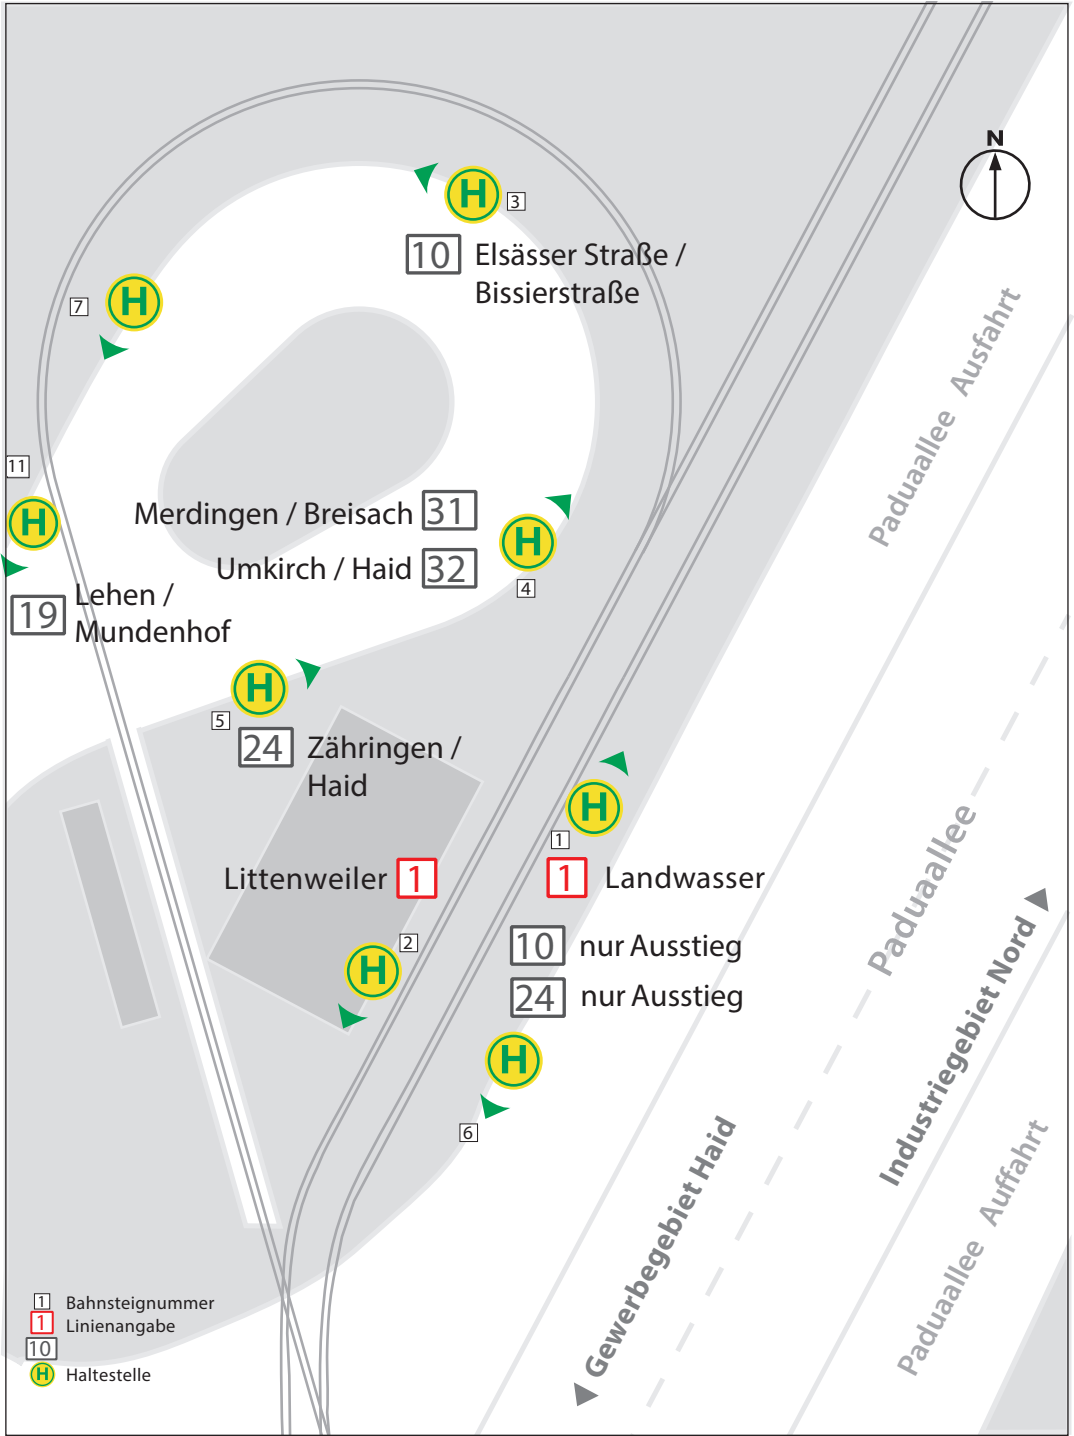 N
H
3
10 Elsässer Straße /
Bissierstraße
7
H
Paduaallee Ausfahrt
11
H
Merdingen / Breisach 31
Umkirch / Haid 32
H
4
19 Lehen /
Mundenhof
H
5
24 Zähringen /
Haid
H
1
Littenweiler 1
1 Landwasser
2
H
10 nur Ausstieg
24 nur Ausstieg
H
6
Paduaallee
Industriegebiet Nord
Gewerbegebiet Haid
Paduaallee Auffahrt
1 Bahnsteignummer
1 Linienangabe
10
H Haltestelle